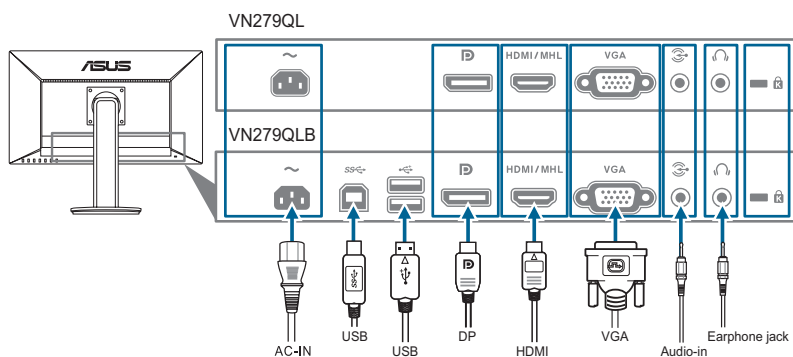 VN279QL
ASUS
HDMI/MHL VGA
VN279QLB
HDMI/MHL VGA
AC-IN USB USB DP HDMI VGA Audio-in Earphone jack